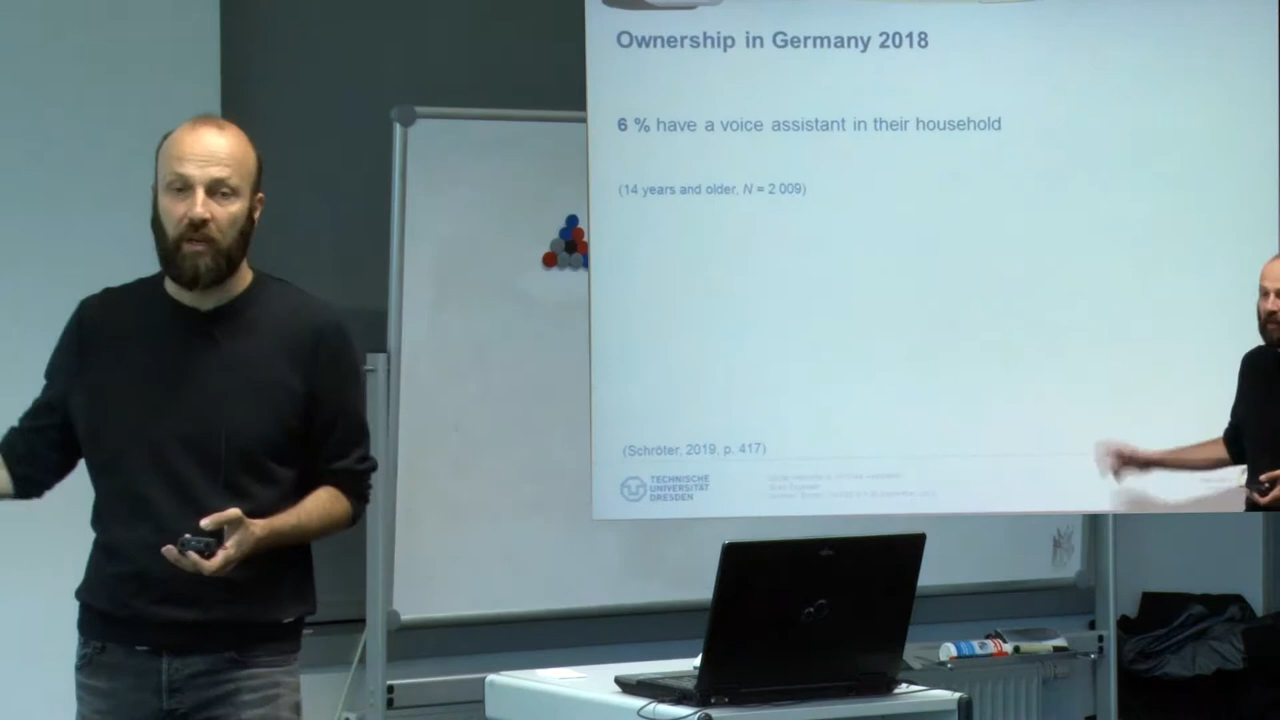 Ownership in Germany 2018
6 % have a voice assistant in their household
(14 years and older, N = 2 009)
(Schröter, 2019, p. 417)
TECHNISCHE
UNIVERSITÄT
DRESDEN